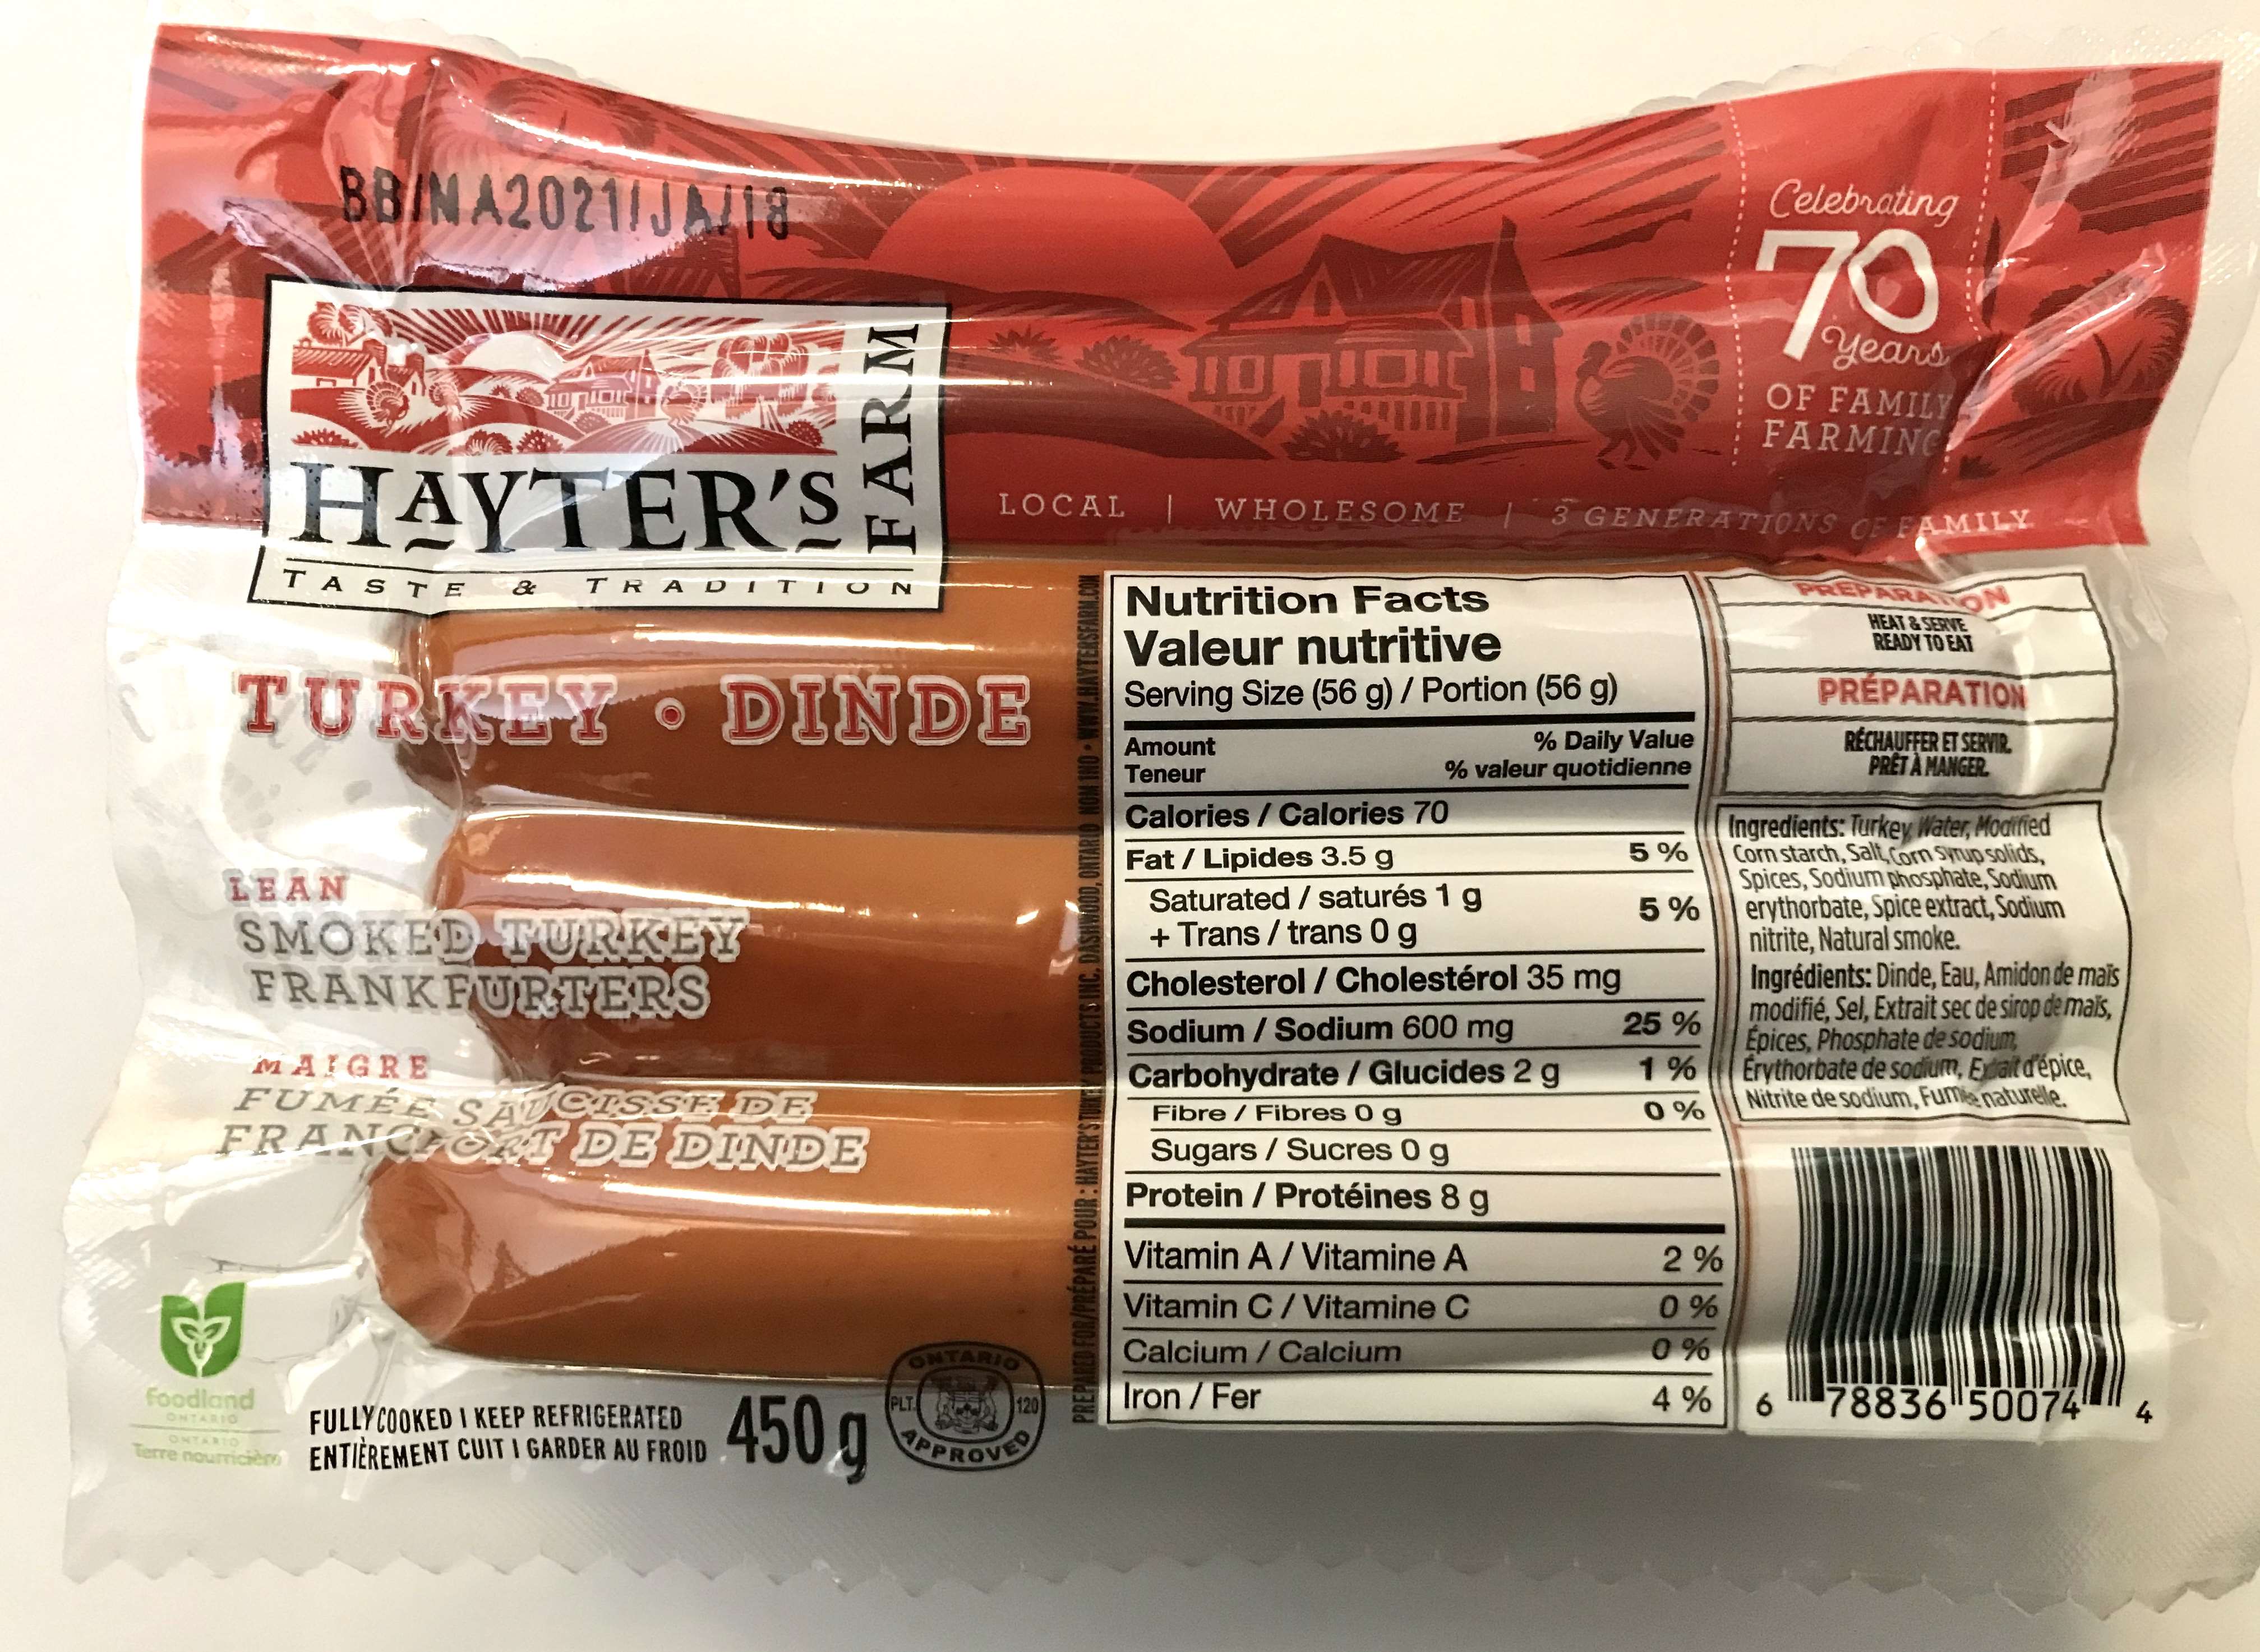 BB/MA2021/JA/18
HAYTER'S
FARM
TASTE & TRADITION
Celebrating
70
Years
OF FAMILY
FARMING
LOCAL | WHOLESOME | 3 GENERATIONS OF FAMILY
TURKEY • DINDE
LEAN
SMOKED TURKEY
FRANKFURTERS
MAIGRE
FUMÉE SAUCISSE DE
FRANCFORT DE DINDE
foodland
ONTARIO
ONTARIO
Terre nourricière
FULLY COOKED I KEEP REFRIGERATED
ENTIÈREMENT CUIT I GARDER AU FROID
450 g
ONTARIO
PLT. 120
APPROVED
PREPARED FOR/PRÉPARÉ POUR : HAYTER'S TURKEY PRODUCTS INC. DASHWOOD, ONTARIO N0M 1N0 • WWW.HAYTERSFARM.COM
Nutrition Facts
Valeur nutritive
Serving Size (56 g) / Portion (56 g)
Amount % Daily Value
Teneur % valeur quotidienne
Calories / Calories 70
Fat / Lipides 3.5 g 5 %
Saturated / saturés 1 g
+ Trans / trans 0 g 5 %
Cholesterol / Cholestérol 35 mg
Sodium / Sodium 600 mg 25 %
Carbohydrate / Glucides 2 g 1 %
Fibre / Fibres 0 g 0 %
Sugars / Sucres 0 g
Protein / Protéines 8 g
Vitamin A / Vitamine A 2 %
Vitamin C / Vitamine C 0 %
Calcium / Calcium 0 %
Iron / Fer 4 %
PREPARATION
HEAT & SERVE
READY TO EAT
PRÉPARATION
RÉCHAUFFER ET SERVIR.
PRÊT À MANGER.
Ingredients: Turkey, Water, Modified
Corn starch, Salt, Corn Syrup solids,
Spices, Sodium phosphate, Sodium
erythorbate, Spice extract, Sodium
nitrite, Natural smoke.
Ingrédients: Dinde, Eau, Amidon de maïs
modifié, Sel, Extrait sec de sirop de maïs,
Épices, Phosphate de sodium,
Érythorbate de sodium, Extrait d'épice,
Nitrite de sodium, Fumée naturelle.
6 78836 50074 4